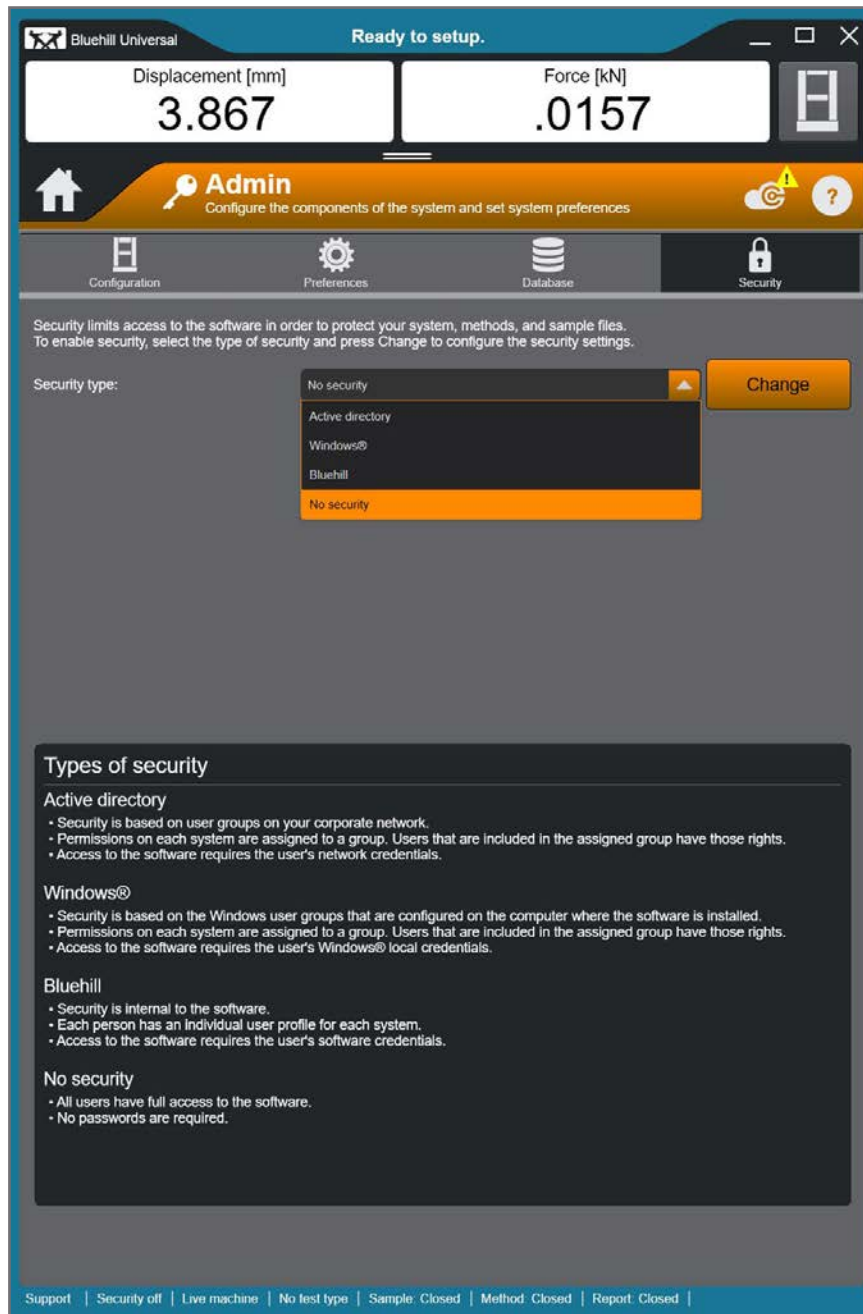 Bluehill Universal
Ready to setup.
Displacement [mm]
3.867
Force [kN]
.0157
Admin
Configure the components of the system and set system preferences
?
Configuration
Preferences
Database
Security
Security limits access to the software in order to protect your system, methods, and sample files.
To enable security, select the type of security and press Change to configure the security settings.
Security type:
No security
Change
Active directory
Windows®
Bluehill
No security
Types of security
Active directory
• Security is based on user groups on your corporate network.
• Permissions on each system are assigned to a group. Users that are included in the assigned group have those rights.
• Access to the software requires the user's network credentials.
Windows®
• Security is based on the Windows user groups that are configured on the computer where the software is installed.
• Permissions on each system are assigned to a group. Users that are included in the assigned group have those rights.
• Access to the software requires the user's Windows® local credentials.
Bluehill
• Security is internal to the software.
• Each person has an individual user profile for each system.
• Access to the software requires the user's software credentials.
No security
• All users have full access to the software.
• No passwords are required.
Support | Security off | Live machine | No test type | Sample: Closed | Method: Closed | Report: Closed |